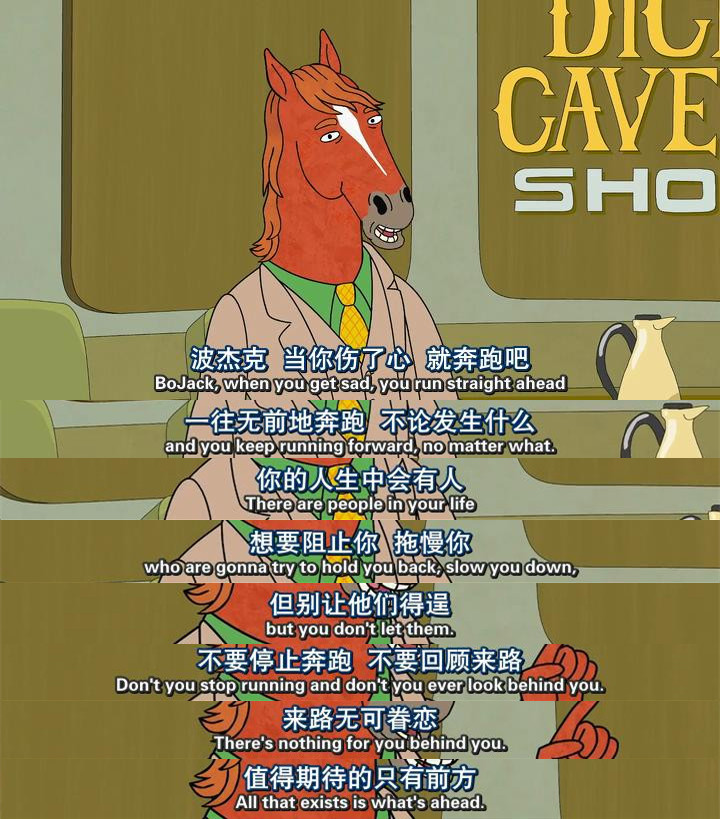 DIC
CAVE
SHO
波杰克 当你伤了心 就奔跑吧
BoJack, when you get sad, you run straight ahead
一往无前地奔跑 不论发生什么
and you keep running forward, no matter what.
你的人生中会有人
There are people in your life
想要阻止你 拖慢你
who are gonna try to hold you back, slow you down,
但别让他们得逞
but you don't let them.
不要停止奔跑 不要回顾来路
Don't you stop running and don't you ever look behind you.
来路无可眷恋
There's nothing for you behind you.
值得期待的只有前方
All that exists is what's ahead.